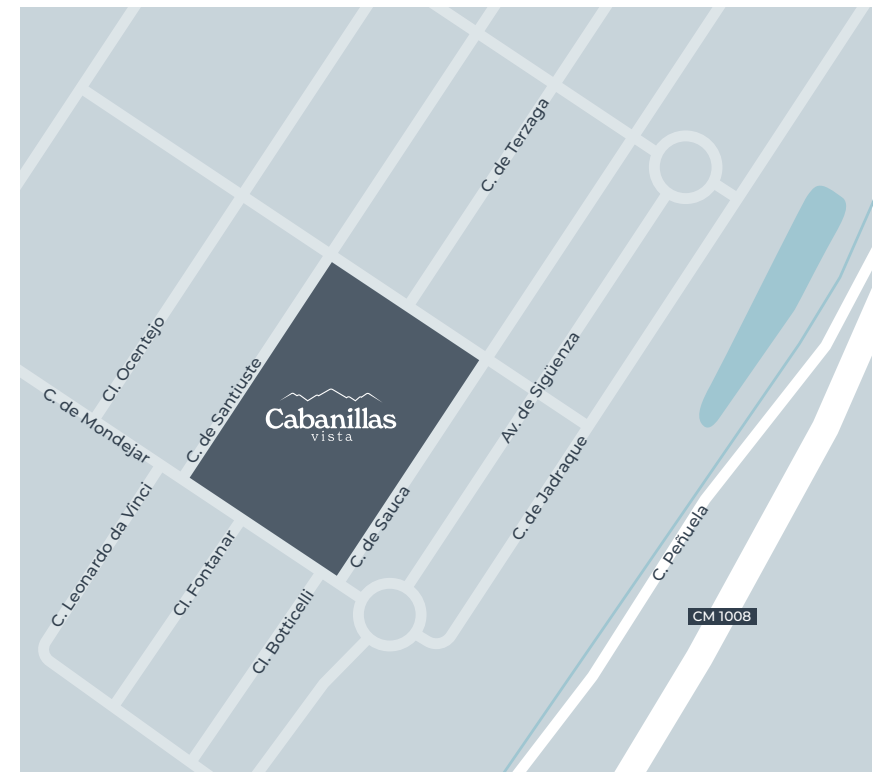 C. de Terzaga
Cl. Ocentejo
C. de Santiuste
Av. de Sigüenza
C. de Mondejar
Cabanillas
vista
C. de Jadraque
C. de Sauca
C. Leonardo da Vinci
Cl. Fontanar
C. Peñuela
Cl. Botticelli
CM 1008